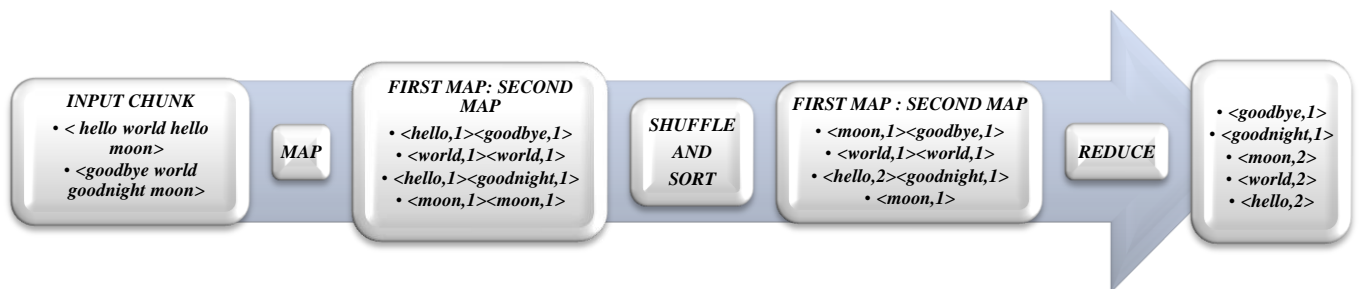 INPUT CHUNK
• < hello world hello
moon>
• <goodbye world
goodnight moon>
MAP
FIRST MAP: SECOND
MAP
• <hello,1><goodbye,1>
• <world,1><world,1>
• <hello,1><goodnight,1>
• <moon,1><moon,1>
SHUFFLE
AND
SORT
FIRST MAP : SECOND MAP
• <moon,1><goodbye,1>
• <world,1><world,1>
• <hello,2><goodnight,1>
• <moon,1>
REDUCE
• <goodbye,1>
• <goodnight,1>
• <moon,2>
• <world,2>
• <hello,2>